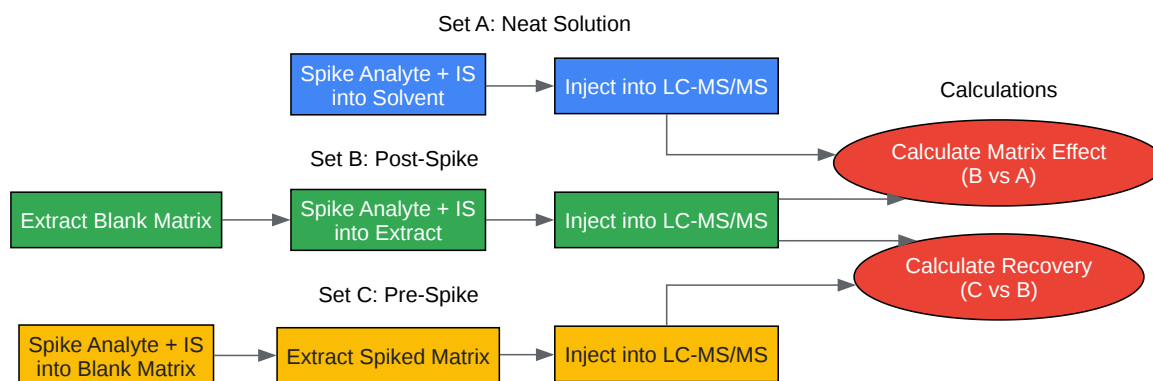 Set A: Neat Solution
Spike Analyte + IS
into Solvent
Inject into LC-MS/MS
Calculations
Calculate Matrix Effect
(B vs A)
Set B: Post-Spike
Extract Blank Matrix
Spike Analyte + IS
into Extract
Inject into LC-MS/MS
Calculate Recovery
(C vs B)
Set C: Pre-Spike
Spike Analyte + IS
into Blank Matrix
Extract Spiked Matrix
Inject into LC-MS/MS